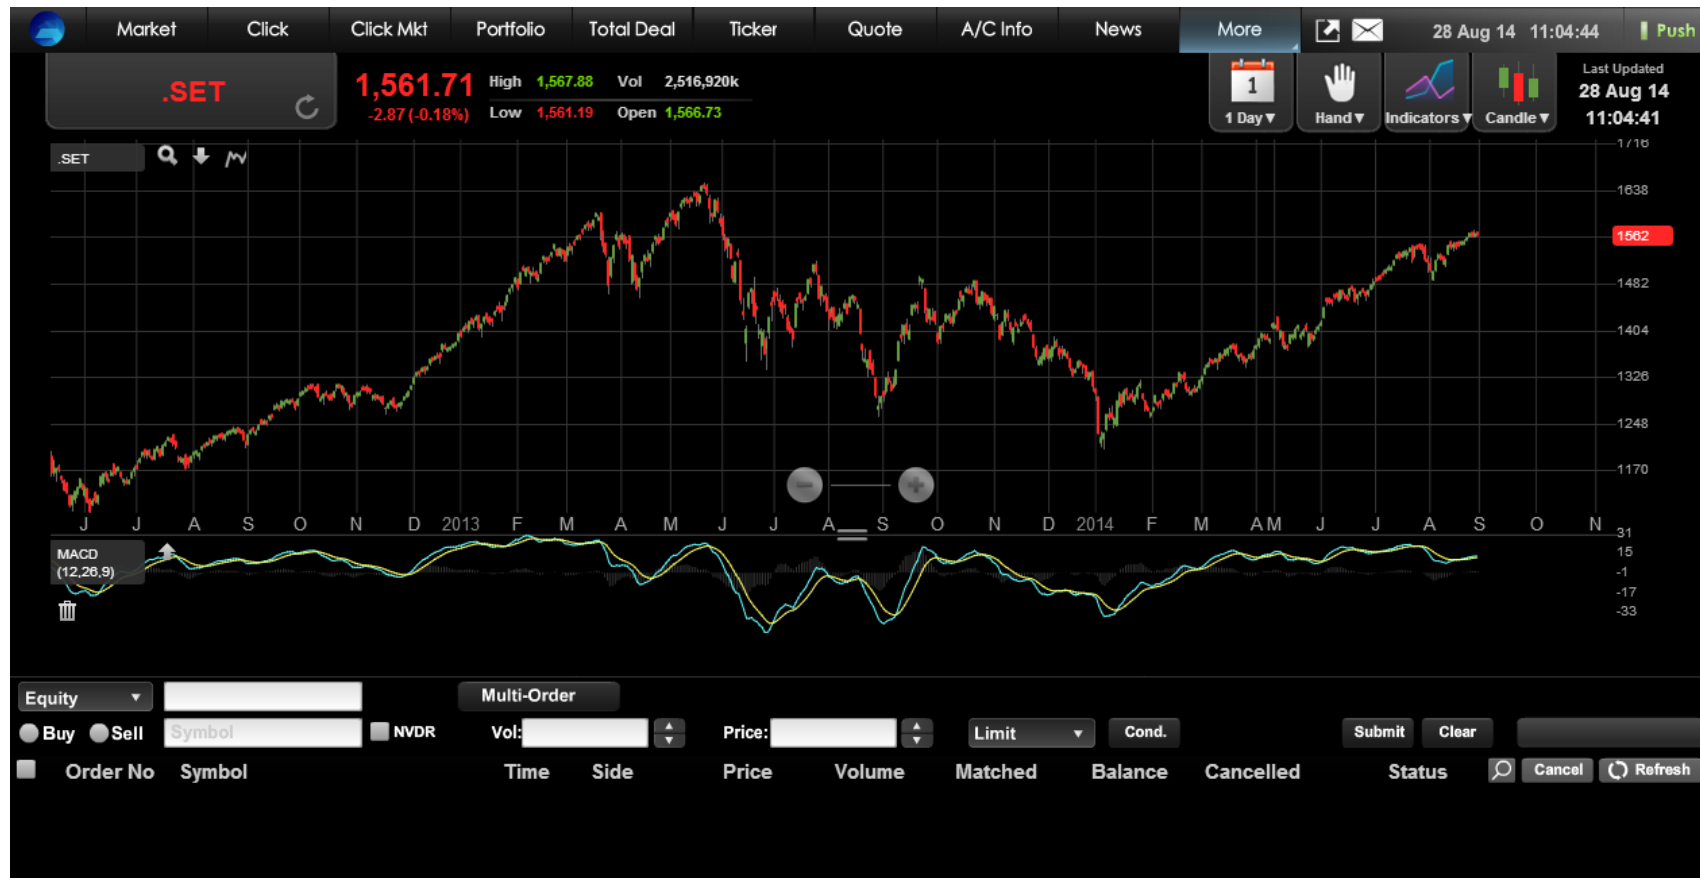 Market Click Click Mkt Portfolio Total Deal Ticker Quote A/C Info News More 28 Aug 14 11:04:44 Push
.SET 1,561.71 High 1,567.88 Vol 2,516,920k
-2.87 (-0.18%) Low 1,561.19 Open 1,566.73
1
1 Day▼ Hand▼ Indicators▼ Candle▼
Last Updated
28 Aug 14
11:04:41
.SET
1716
1638
1562
1482
1404
1326
1248
1170
J J A S O N D 2013 F M A M J J A S O N D 2014 F M A M J J A S O N
MACD
(12,26,9)
31
15
-1
-17
-33
Equity ▼ Multi-Order
Buy Sell Symbol NVDR Vol: Price: Limit ▼ Cond. Submit Clear
Order No Symbol Time Side Price Volume Matched Balance Cancelled Status Cancel Refresh